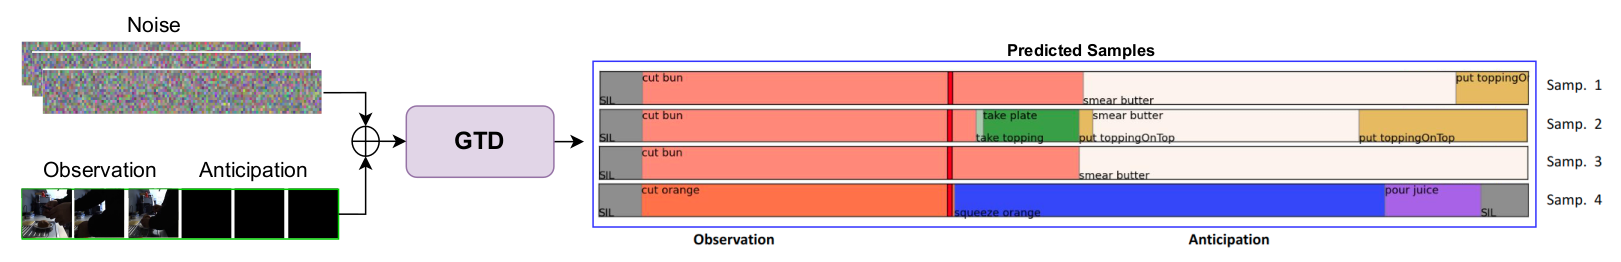 Noise
Observation
Anticipation
GTD
Predicted Samples
cut bun
put toppingO
SIL
smear butter
Samp. 1
cut bun
take plate
smear butter
SIL
take topping
put toppingOnTop
put toppingOnTop
Samp. 2
cut bun
SIL
smear butter
Samp. 3
cut orange
pour juice
SIL
squeeze orange
SIL
Samp. 4
Observation
Anticipation